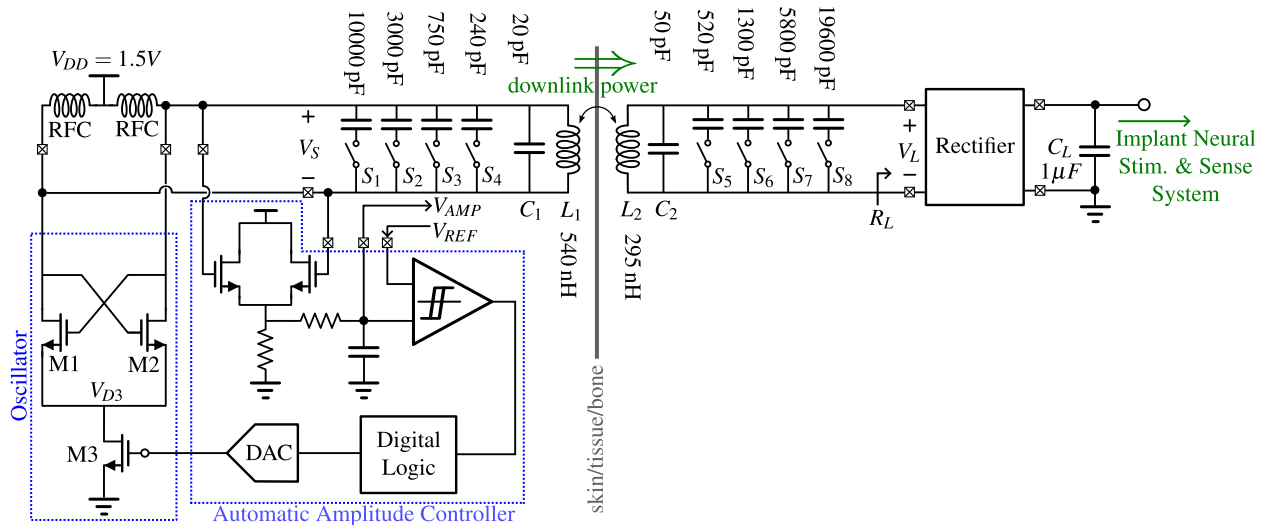 V_DD = 1.5V
RFC
RFC
10000 pF
3000 pF
750 pF
240 pF
20 pF
50 pF
520 pF
1300 pF
5800 pF
19600 pF
downlink power
+
V_S
−
S_1
S_2
S_3
S_4
C_1
L_1
540 nH
L_2
C_2
295 nH
S_5
S_6
S_7
S_8
R_L
+
V_L
−
Rectifier
C_L
1μF
Implant Neural
Stim. & Sense
System
V_AMP
V_REF
Oscillator
M1
M2
V_D3
M3
DAC
Digital
Logic
Automatic Amplitude Controller
skin/tissue/bone